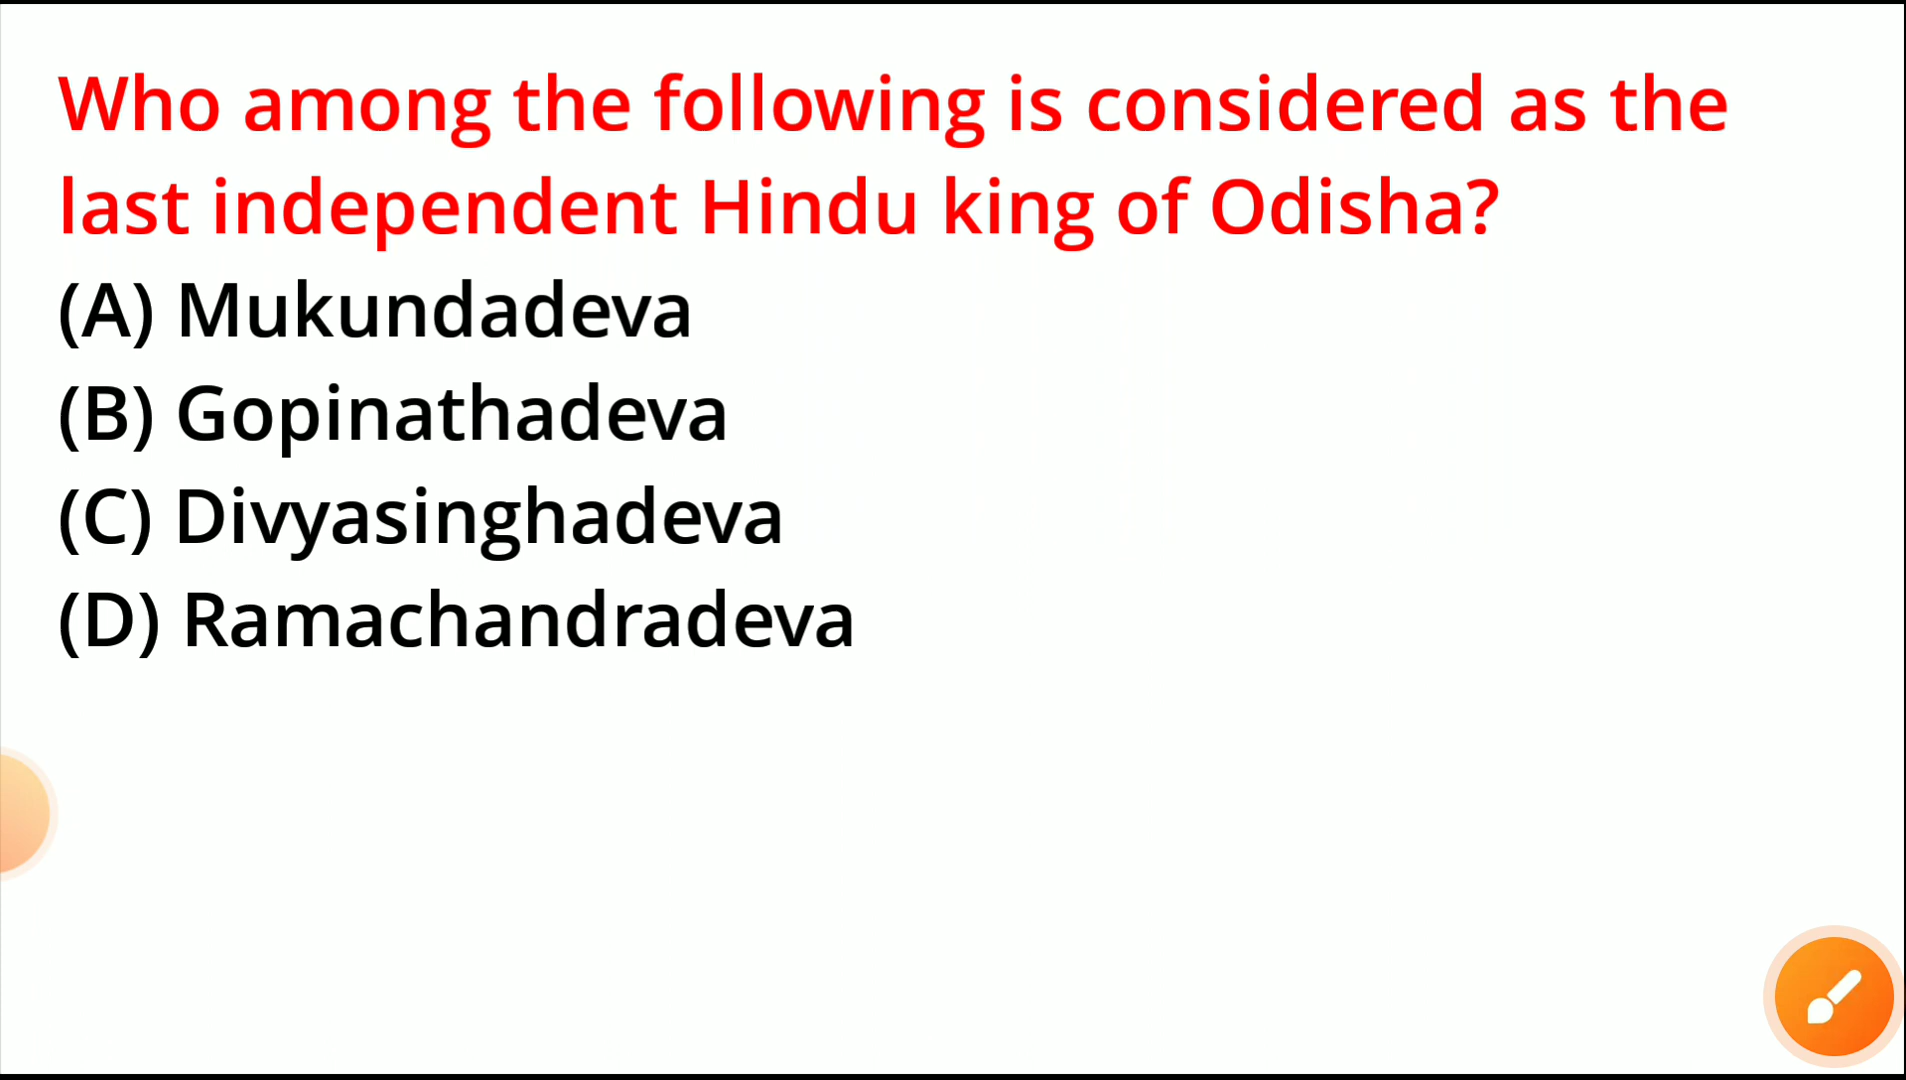 Who among the following is considered as the
last independent Hindu king of Odisha?
(A) Mukundadeva
(B) Gopinathadeva
(C) Divyasinghadeva
(D) Ramachandradeva